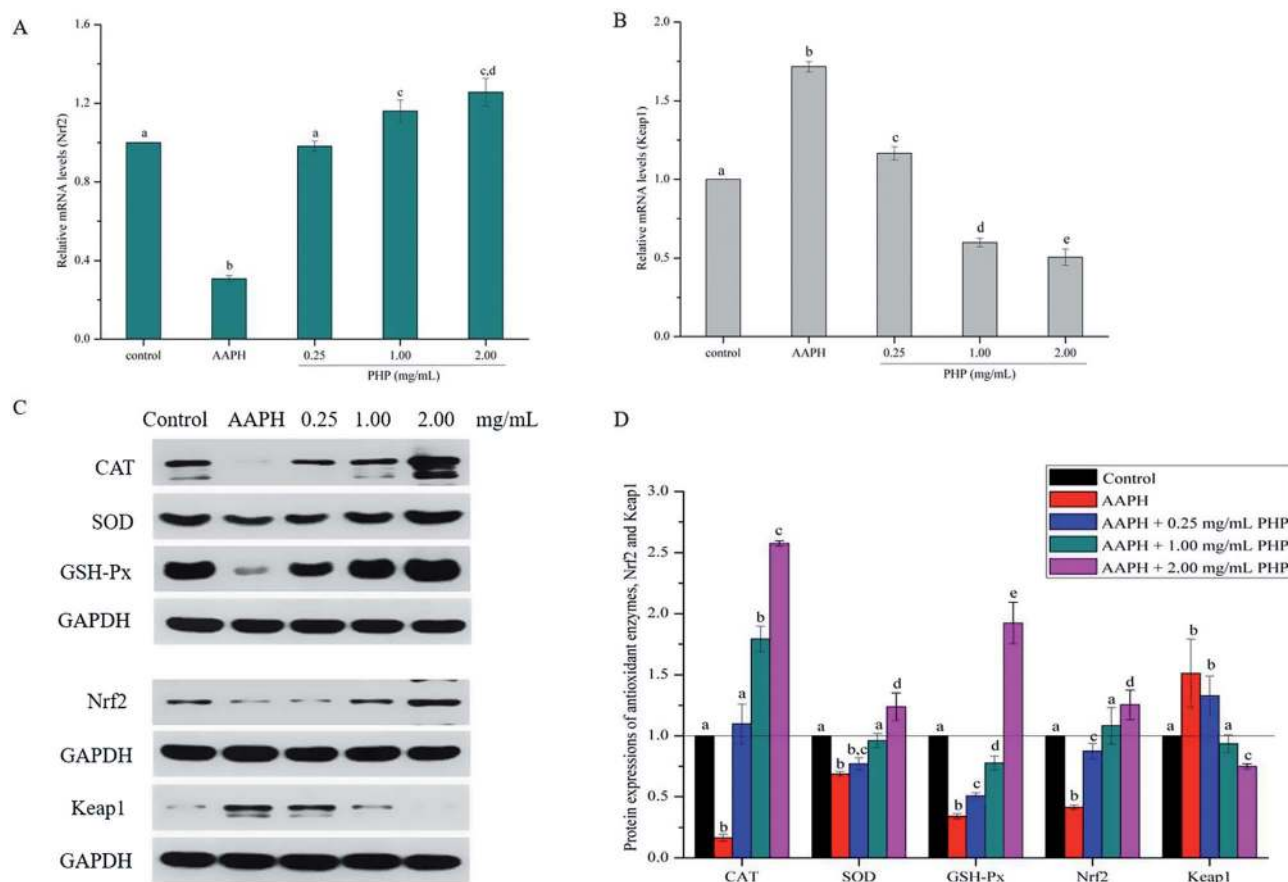 A
Relative mRNA levels (Nrf2)
1.6
1.2
0.8
0.4
0.0
a
b
a
c
c,d
control
AAPH
0.25
1.00
2.00
PHP (mg/mL)
B
Relative mRNA levels (Keap1)
2.0
1.5
1.0
0.5
0.0
a
b
c
d
e
control
AAPH
0.25
1.00
2.00
PHP (mg/mL)
C
Control AAPH 0.25 1.00 2.00 mg/mL
CAT
SOD
GSH-Px
GAPDH
Nrf2
GAPDH
Keap1
GAPDH
D
Control
AAPH
AAPH + 0.25 mg/mL PHP
AAPH + 1.00 mg/mL PHP
AAPH + 2.00 mg/mL PHP
Protein expressions of antioxidant enzymes, Nrf2 and Keap1
3.0
2.5
2.0
1.5
1.0
0.5
0.0
a b a b c
a b b,c a d
a b c d e
a b c a d
a b b a c
CAT SOD GSH-Px Nrf2 Keap1